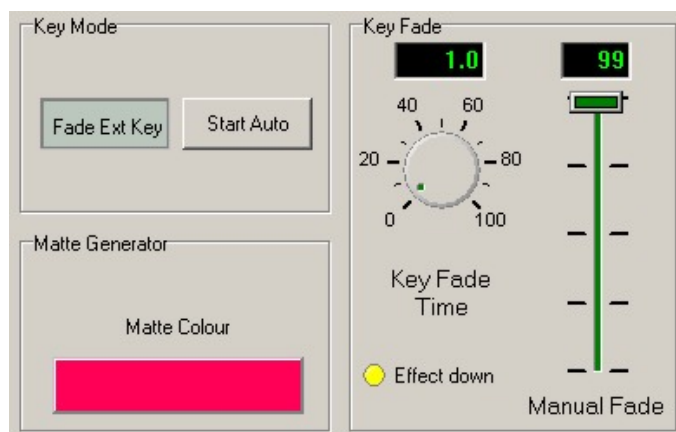 Key Mode
Fade Ext Key
Start Auto
Matte Generator
Matte Colour
Key Fade
1.0
99
40
60
20
80
0
100
Key Fade
Time
Effect down
Manual Fade